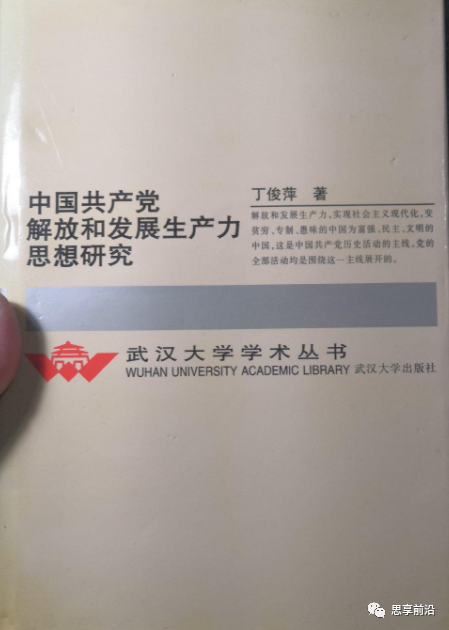 中国共产党
解放和发展生产力
思想研究
丁俊萍 著
解放和发展生产力,实现社会主义现代化,变
贫穷、专制、愚昧的中国为富强、民主、文明的
中国,这是中国共产党历史活动的主线,党的
全部活动均是围绕这一主线展开的。
武汉大学学术丛书
WUHAN UNIVERSITY ACADEMIC LIBRARY 武汉大学出版社
思享前沿